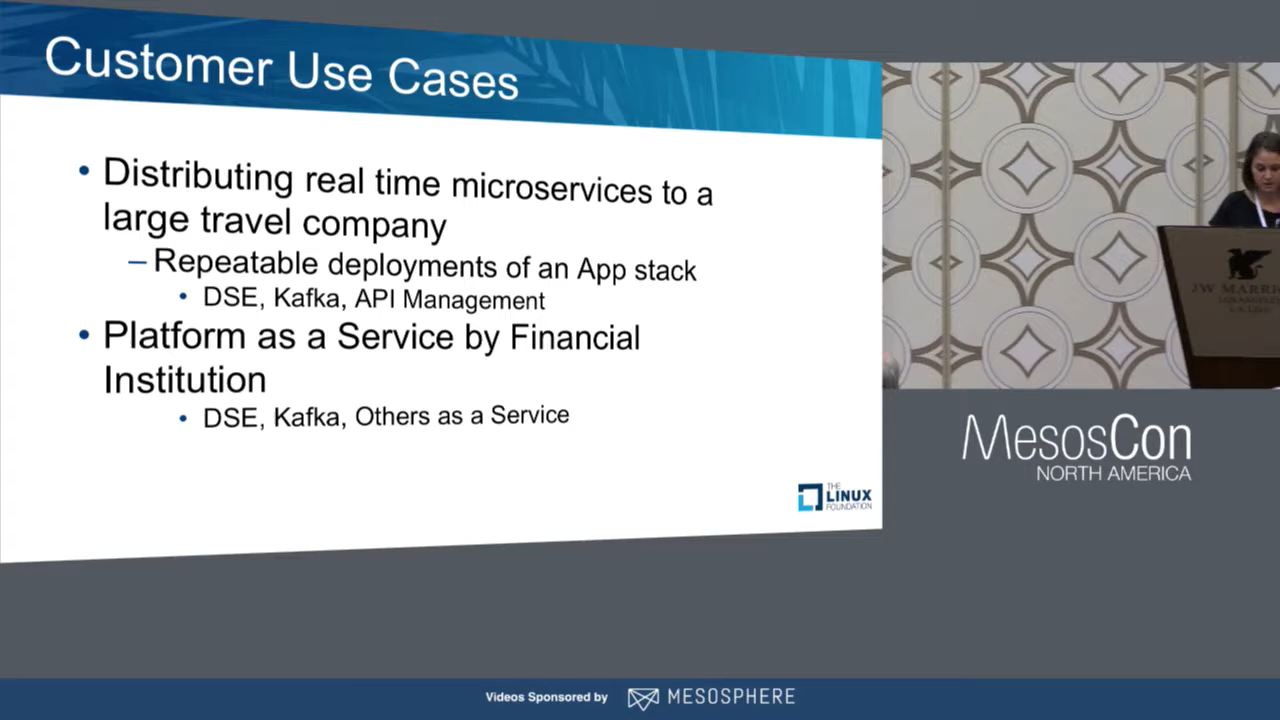 Customer Use Cases
• Distributing real time microservices to a
large travel company
– Repeatable deployments of an App stack
• DSE, Kafka, API Management
• Platform as a Service by Financial
Institution
• DSE, Kafka, Others as a Service
THE
LINUX
FOUNDATION
JW MARRI
MesosCon
NORTH AMERICA
Videos Sponsored by MESOSPHERE